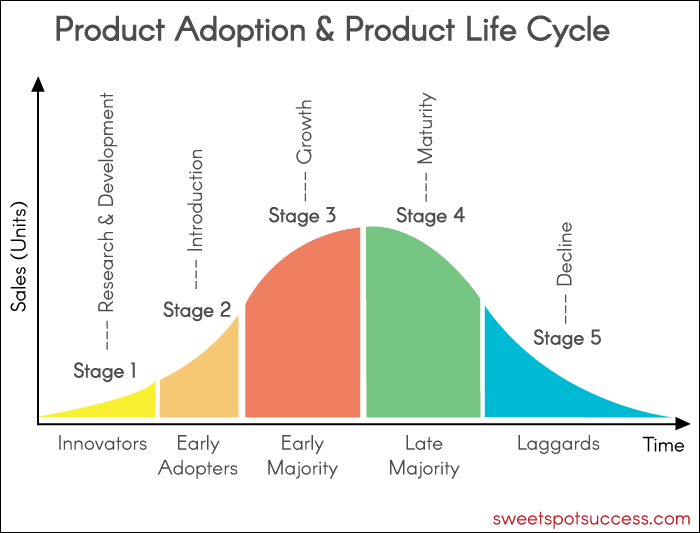 Product Adoption & Product Life Cycle
Sales (Units)
Research & Development
Stage 1
Introduction
Stage 2
Growth
Stage 3
Maturity
Stage 4
Decline
Stage 5
Innovators
Early
Adopters
Early
Majority
Late
Majority
Laggards
Time
sweetspotsuccess.com